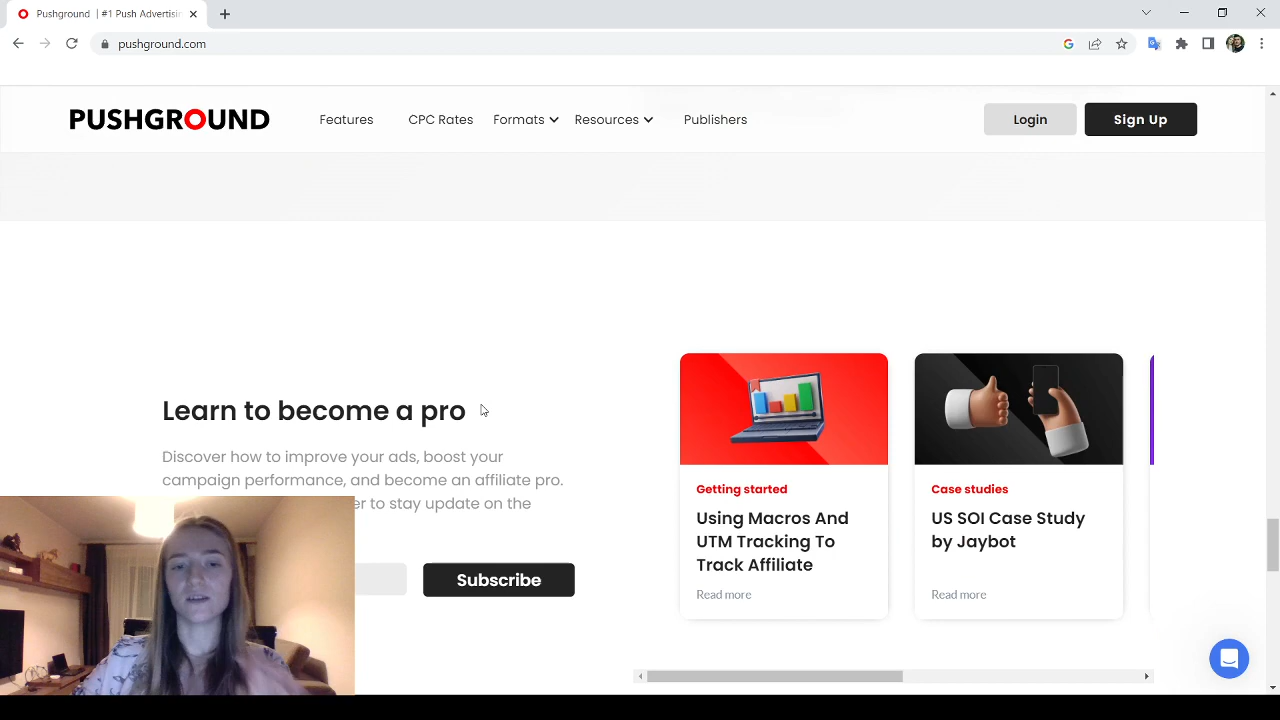 Pushground | #1 Push Advertisin
pushground.com
PUSHGROUND
Features
CPC Rates
Formats
Resources
Publishers
Login
Sign Up
Learn to become a pro
Discover how to improve your ads, boost your
campaign performance, and become an affiliate pro.
to stay update on the
Subscribe
Getting started
Using Macros And
UTM Tracking To
Track Affiliate
Read more
Case studies
US SOI Case Study
by Jaybot
Read more